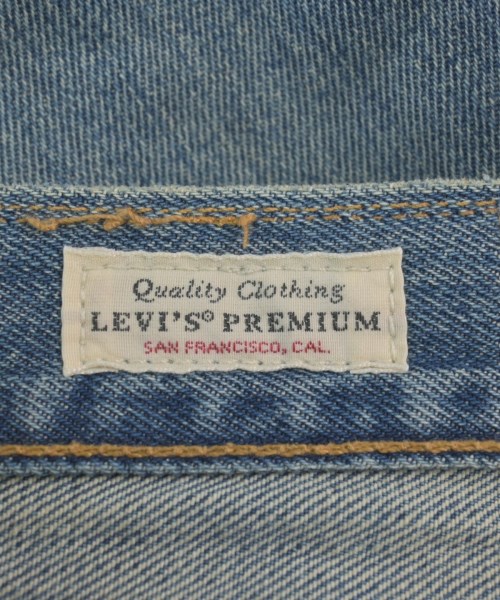 Quality Clothing
LEVI'S® PREMIUM
SAN FRANCISCO, CAL.